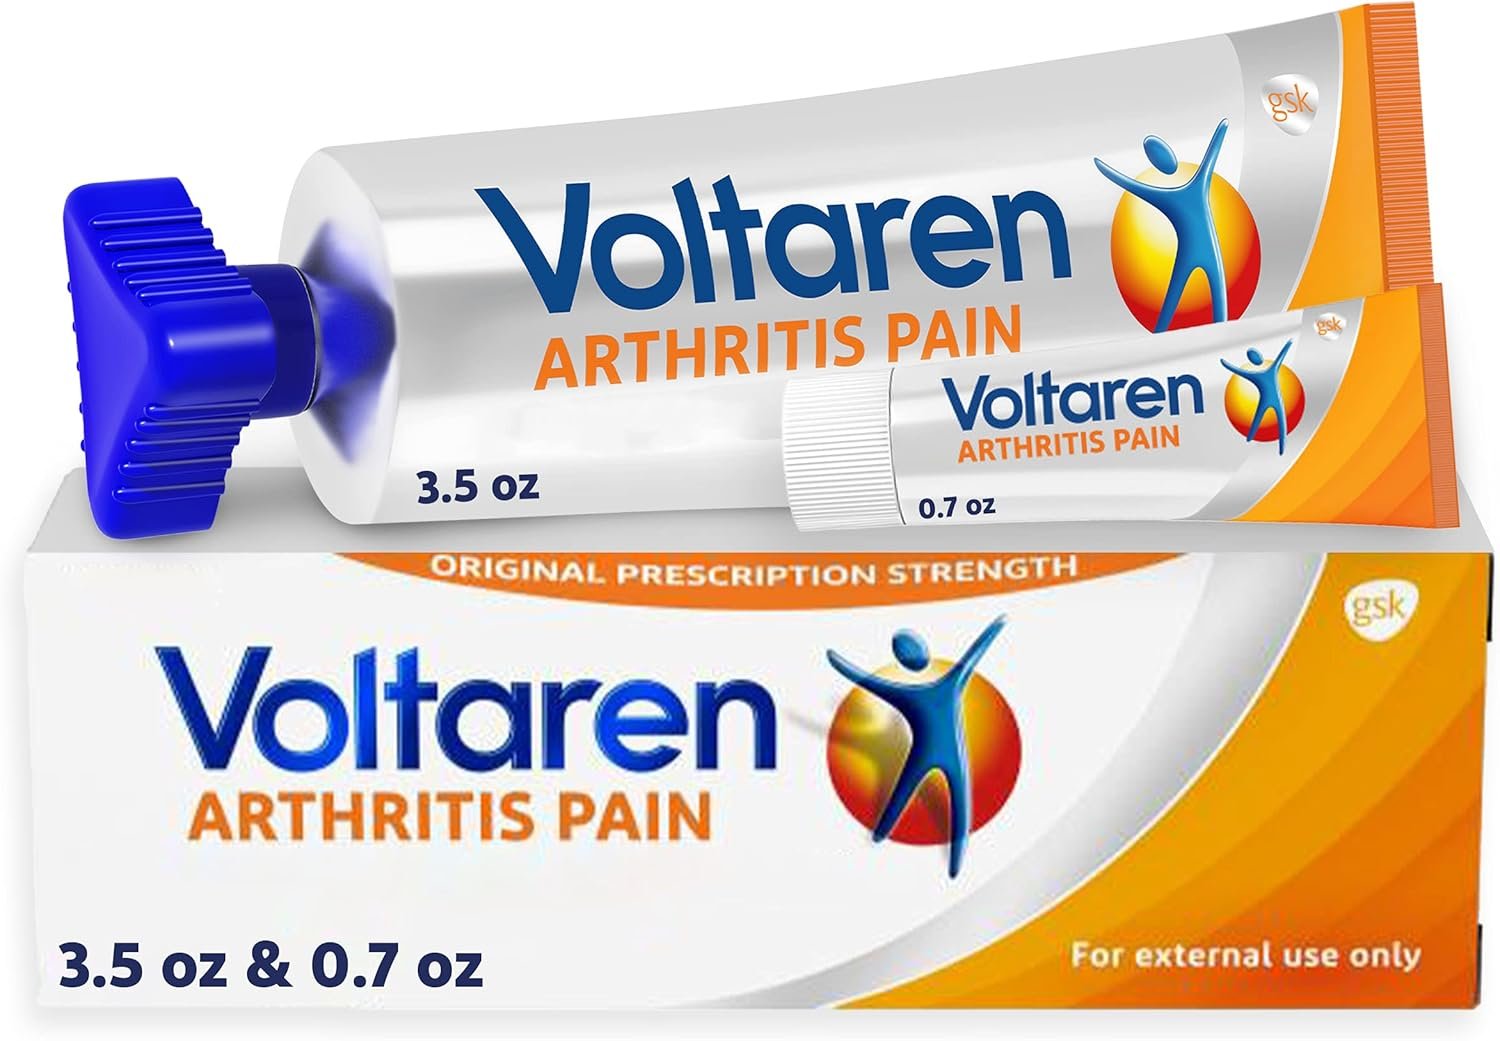 gsk
Voltaren
ARTHRITIS PAIN
3.5 oz
gsk
Voltaren
ARTHRITIS PAIN
0.7 oz
ORIGINAL PRESCRIPTION STRENGTH
gsk
Voltaren
ARTHRITIS PAIN
3.5 oz & 0.7 oz
For external use only